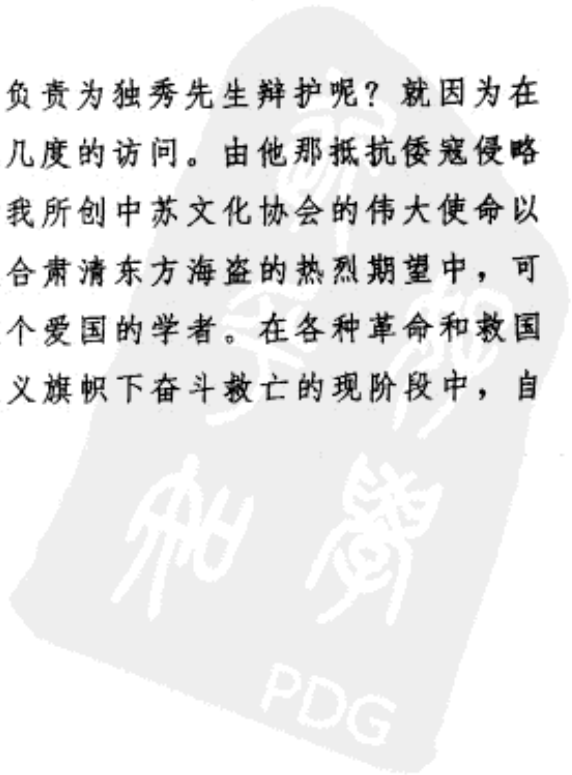 负责为独秀先生辩护呢？就因为在
几度的访问。由他那抵抗倭寇侵略
我所创中苏文化协会的伟大使命以
合肃清东方海盗的热烈期望中，可
个爱国的学者。在各种革命和救国
义旗帜下奋斗救亡的现阶段中，自
PDG